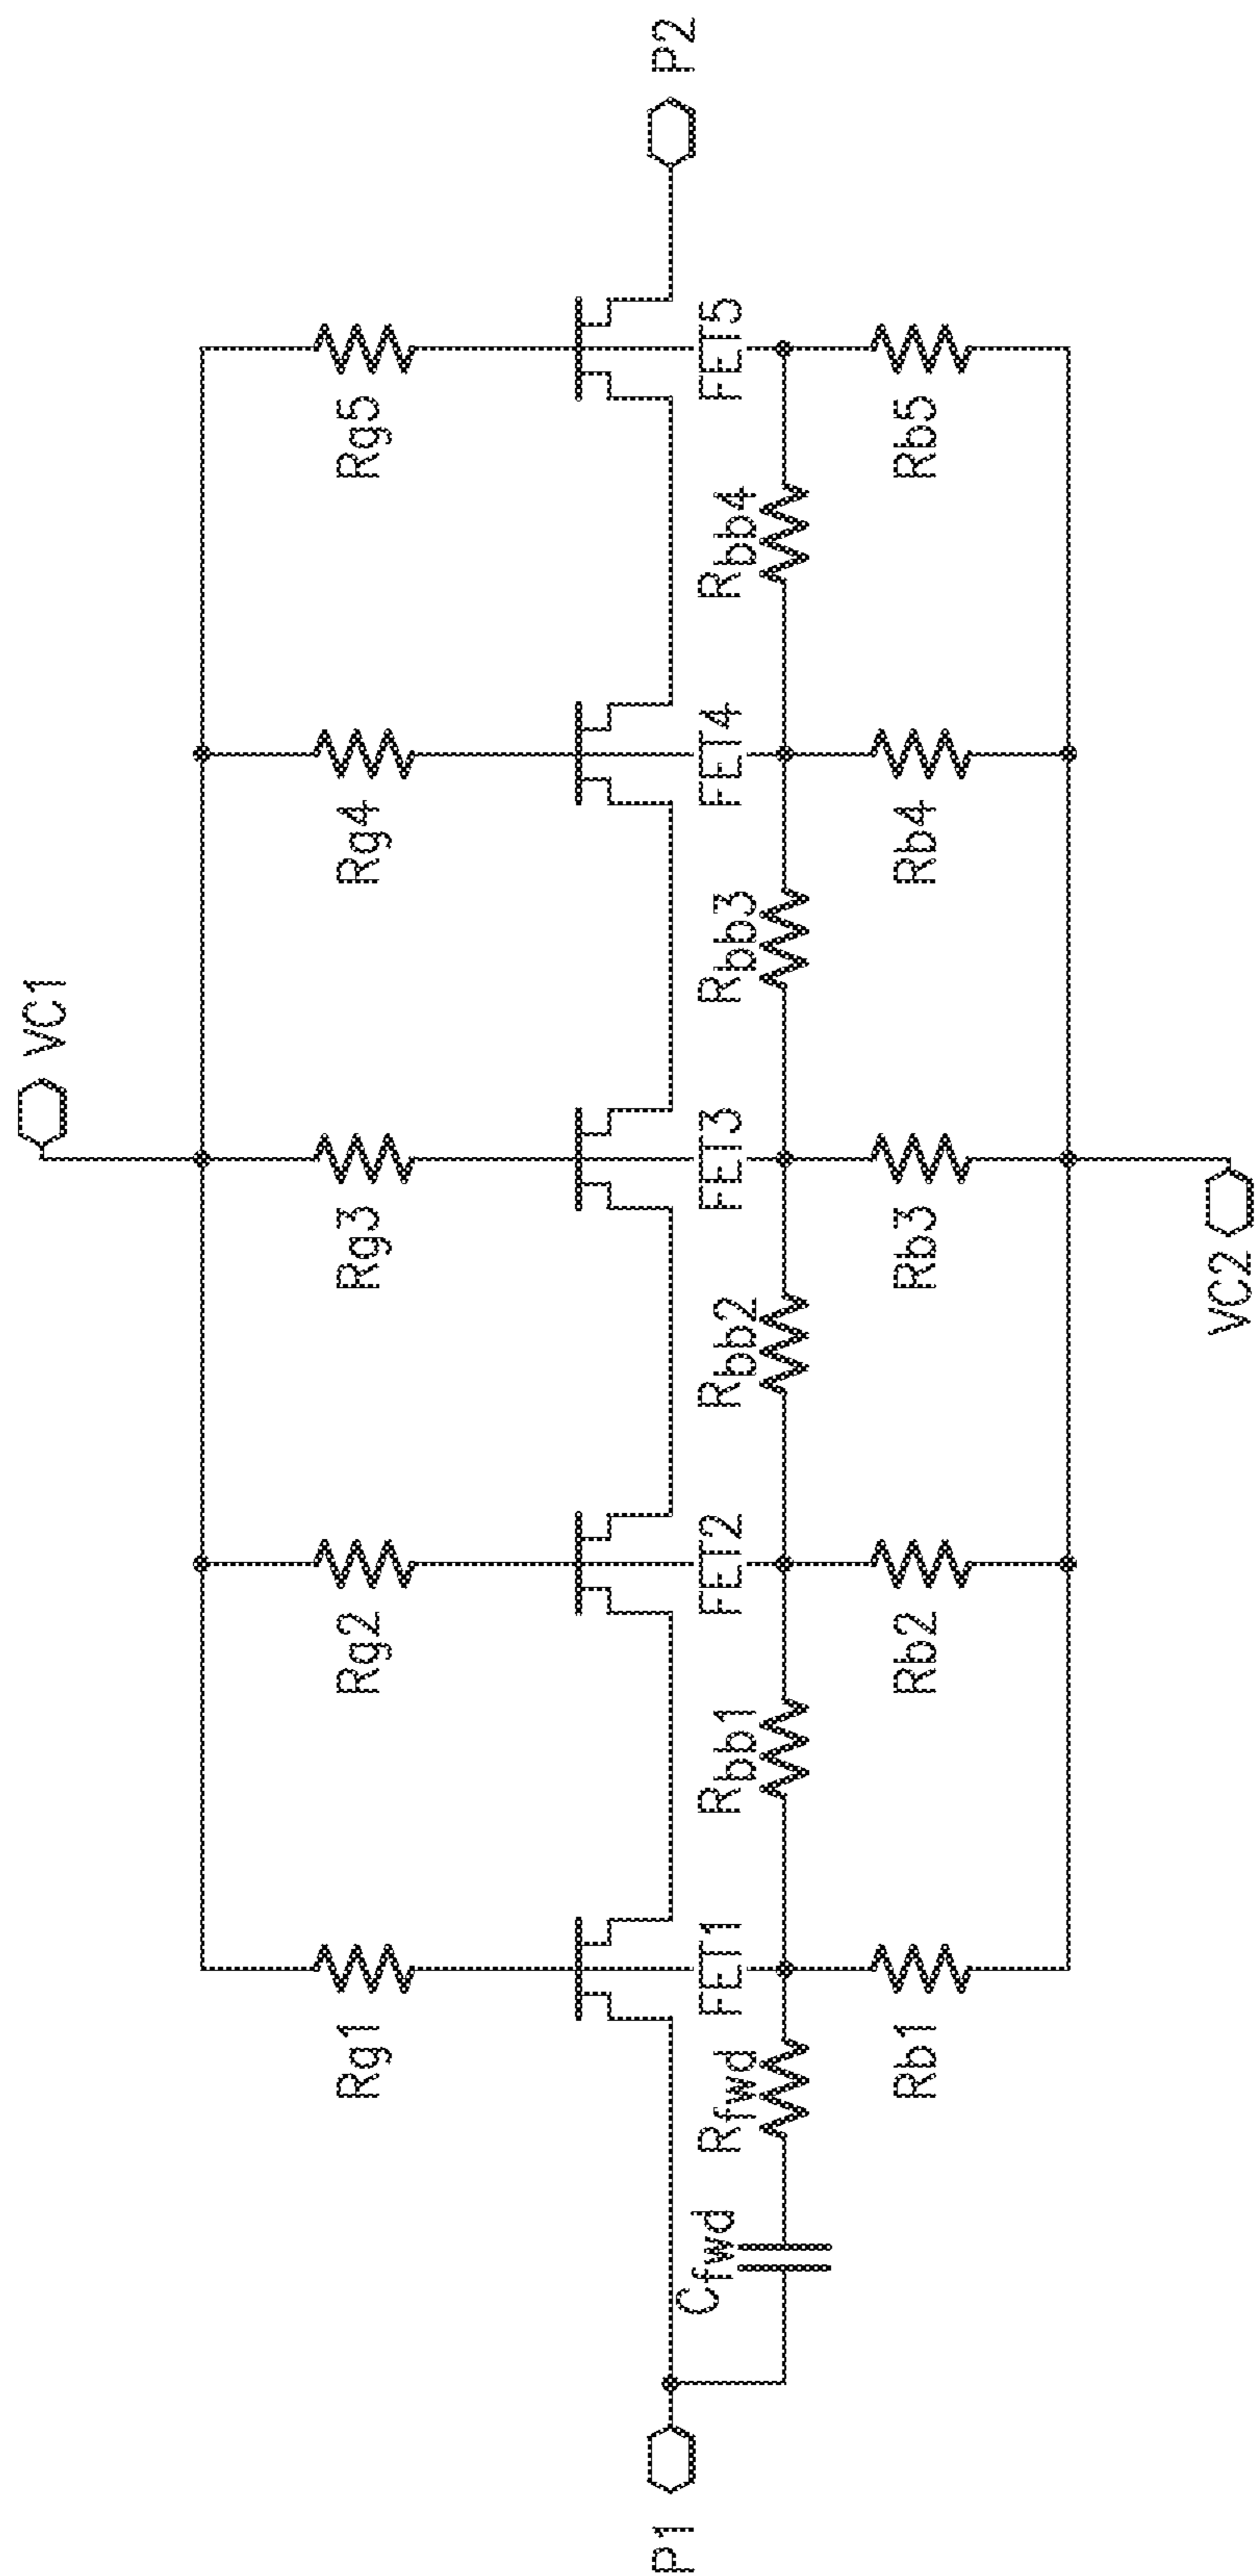 VC1
Rg1
Rg2
Rg3
Rg4
Rg5
P1
P2
FET1
FET2
FET3
FET4
FET5
Cfwd
Rfwd
Rbb1
Rbb2
Rbb3
Rbb4
Rb1
Rb2
Rb3
Rb4
Rb5
VC2